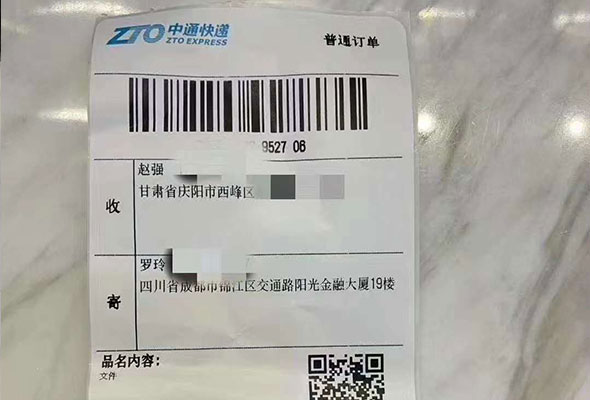 ZTO 中通快递
ZTO EXPRESS
普通订单
9527 06
赵强
甘肃省庆阳市西峰区
收
罗玲
四川省成都市锦江区交通路阳光金融大厦19楼
寄
品名内容:
文件